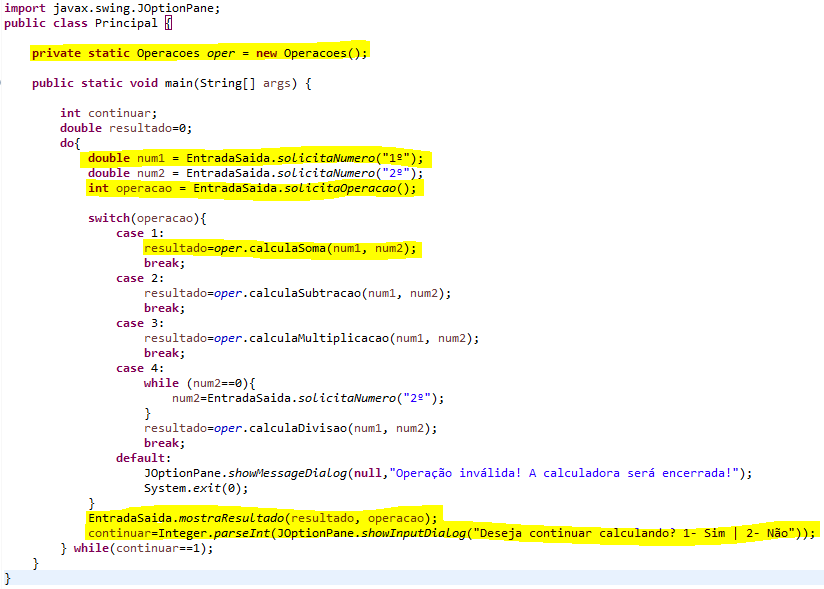 import javax.swing.JOptionPane;
public class Principal {
private static Operacoes oper = new Operacoes();
public static void main(String[] args) {
int continuar;
double resultado=0;
do{
double num1 = EntradaSaida.solicitaNumero("1º");
double num2 = EntradaSaida.solicitaNumero("2º");
int operacao = EntradaSaida.solicitaOperacao();
switch(operacao){
case 1:
resultado=oper.calculaSoma(num1, num2);
break;
case 2:
resultado=oper.calculaSubtracao(num1, num2);
break;
case 3:
resultado=oper.calculaMultiplicacao(num1, num2);
break;
case 4:
while (num2==0){
num2=EntradaSaida.solicitaNumero("2º");
}
resultado=oper.calculaDivisao(num1, num2);
break;
default:
JOptionPane.showMessageDialog(null,"Operação inválida! A calculadora será encerrada!");
System.exit(0);
}
EntradaSaida.mostraResultado(resultado, operacao);
continuar=Integer.parseInt(JOptionPane.showInputDialog("Deseja continuar calculando? 1- Sim | 2- Não"));
} while(continuar==1);
}
}